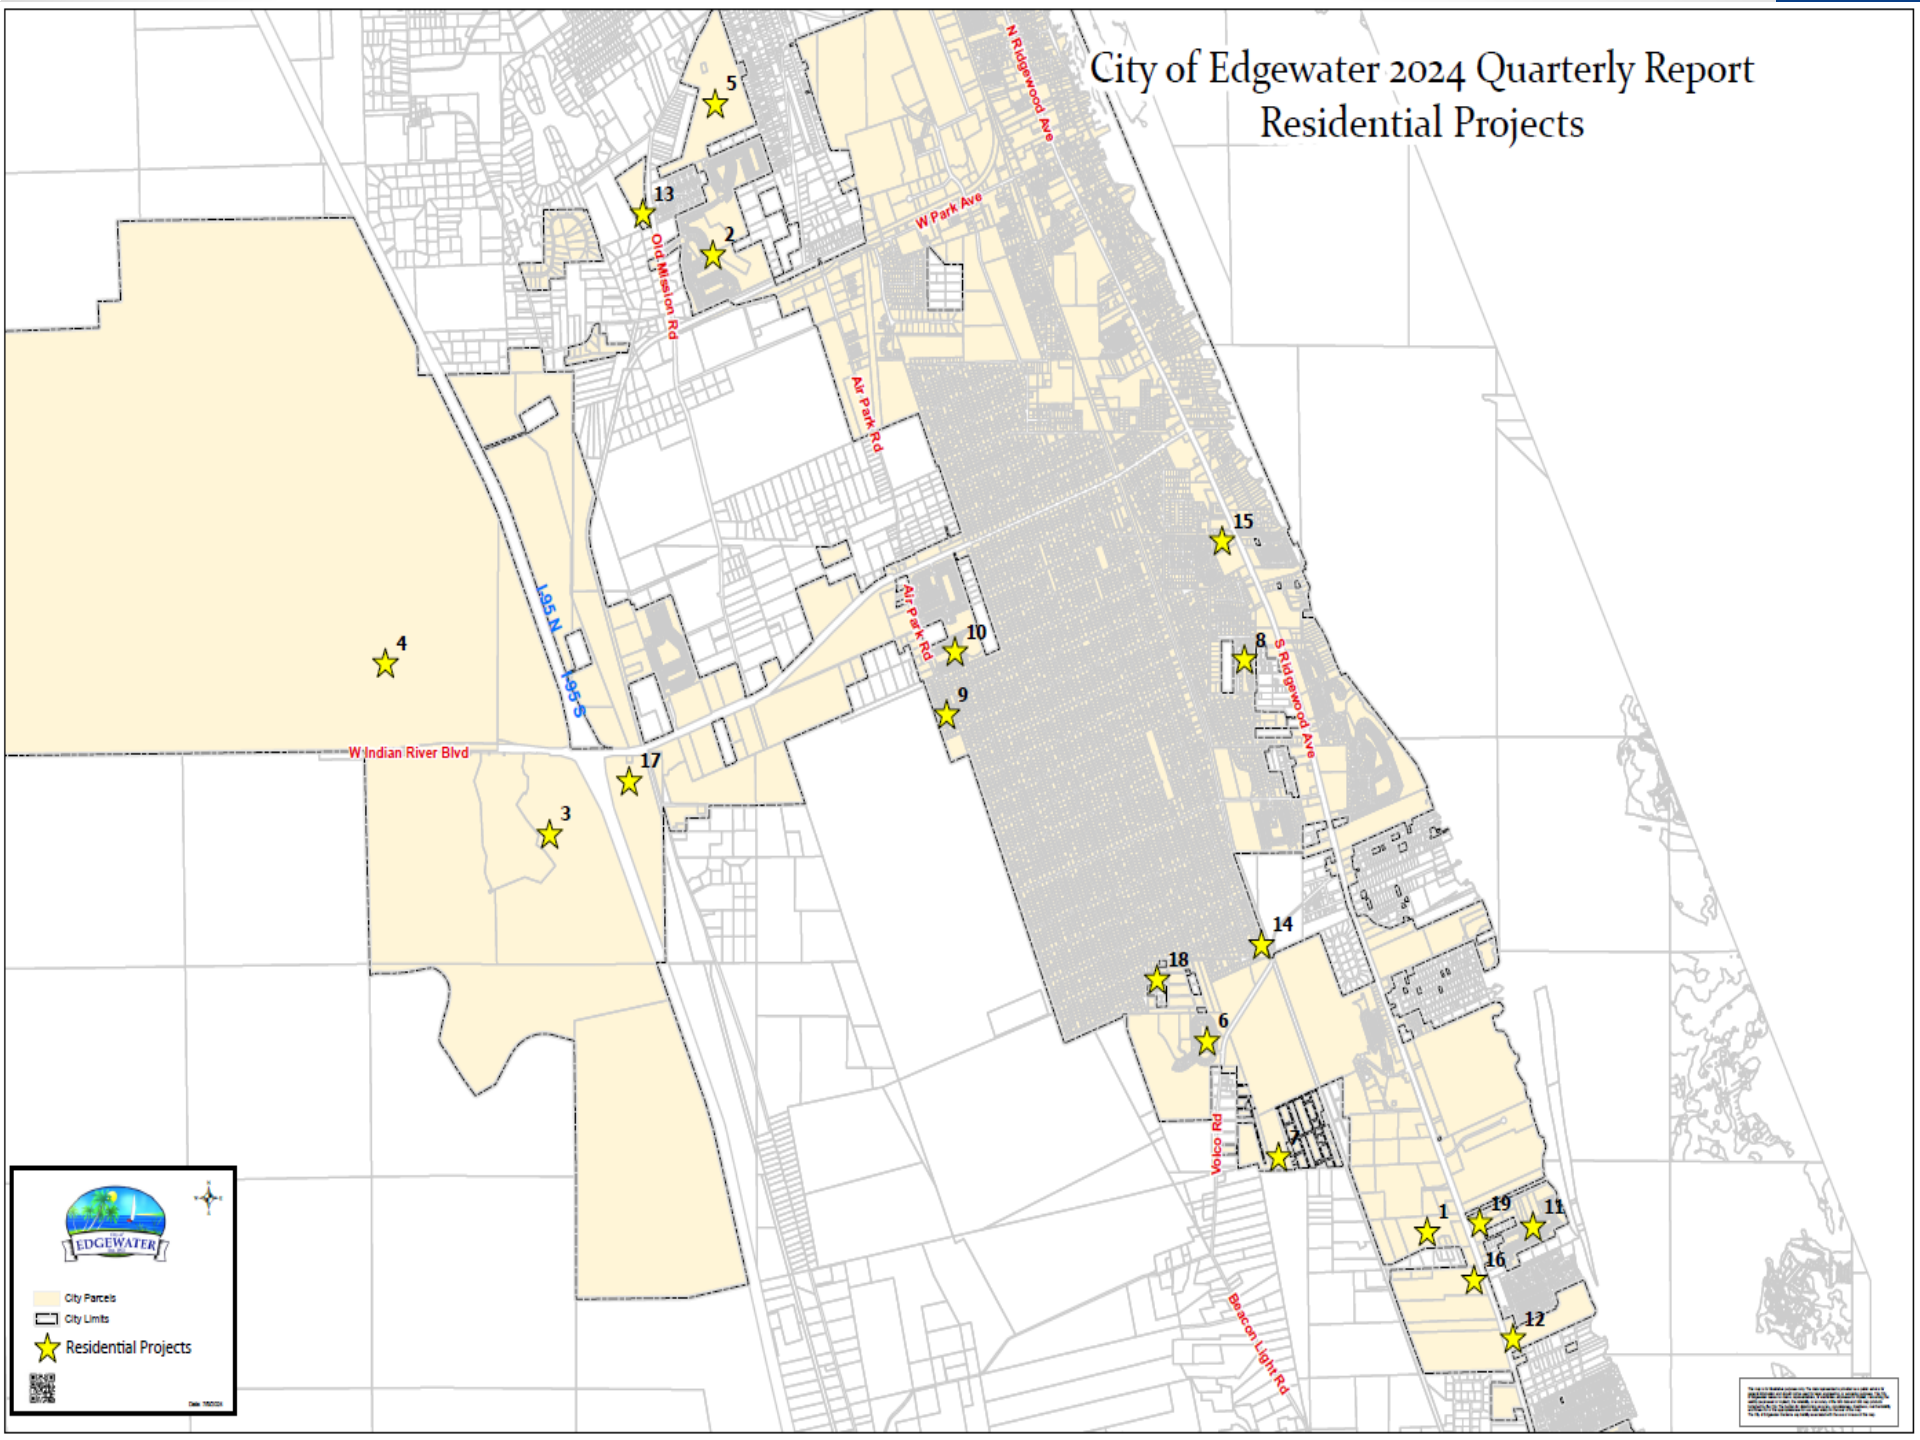 City of Edgewater 2024 Quarterly Report
Residential Projects
N Ridgewood Ave
5
13
W Park Ave
2
Old Mission Rd
Air Park Rd
15
I-95 N
Air Park Rd
10
8
4
S Ridgewood Ave
I-95 S
9
W Indian River Blvd
17
3
14
18
6
Volco Rd
7
1
19
11
16
12
Beacon Light Rd
EDGEWATER
City Parcels
City Limits
Residential Projects